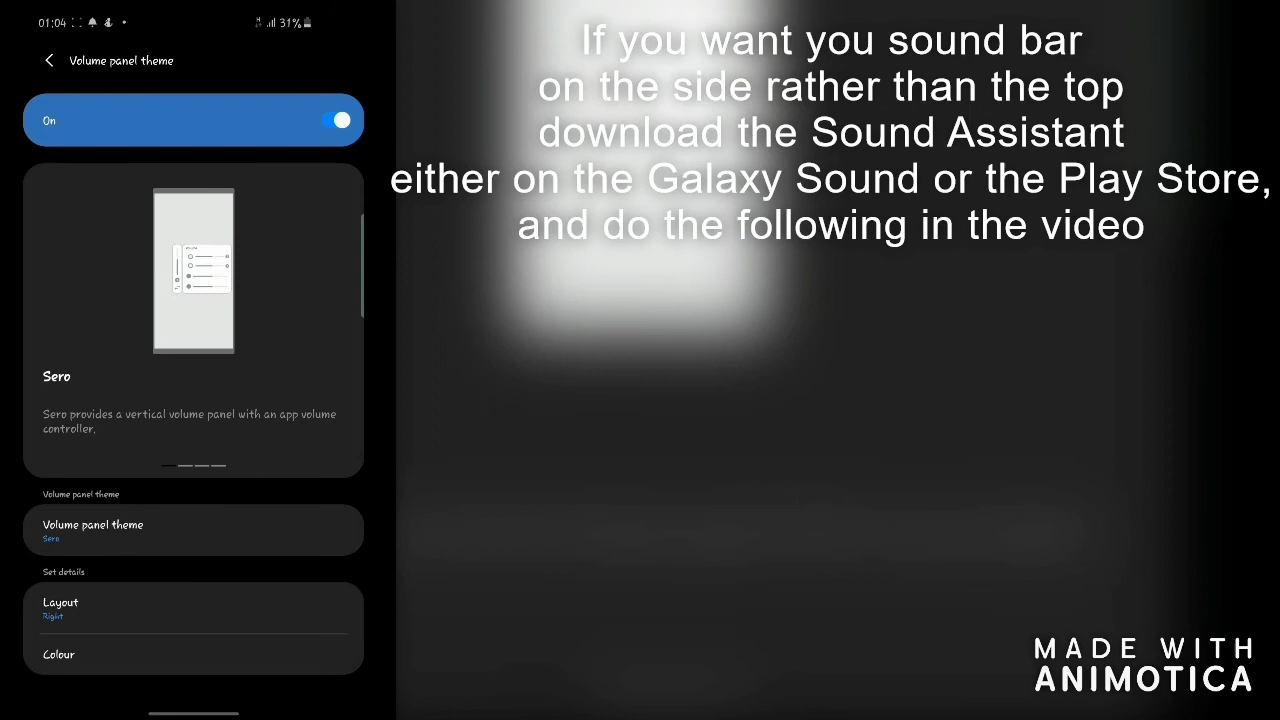 01:04
31%
Volume panel theme
On
Volume
Sero
Sero provides a vertical volume panel with an app volume
controller.
Volume panel theme
Volume panel theme
Sero
Set details
Layout
Right
Colour
If you want you sound bar
on the side rather than the top
download the Sound Assistant
either on the Galaxy Sound or the Play Store,
and do the following in the video
MADE WITH
ANIMOTICA